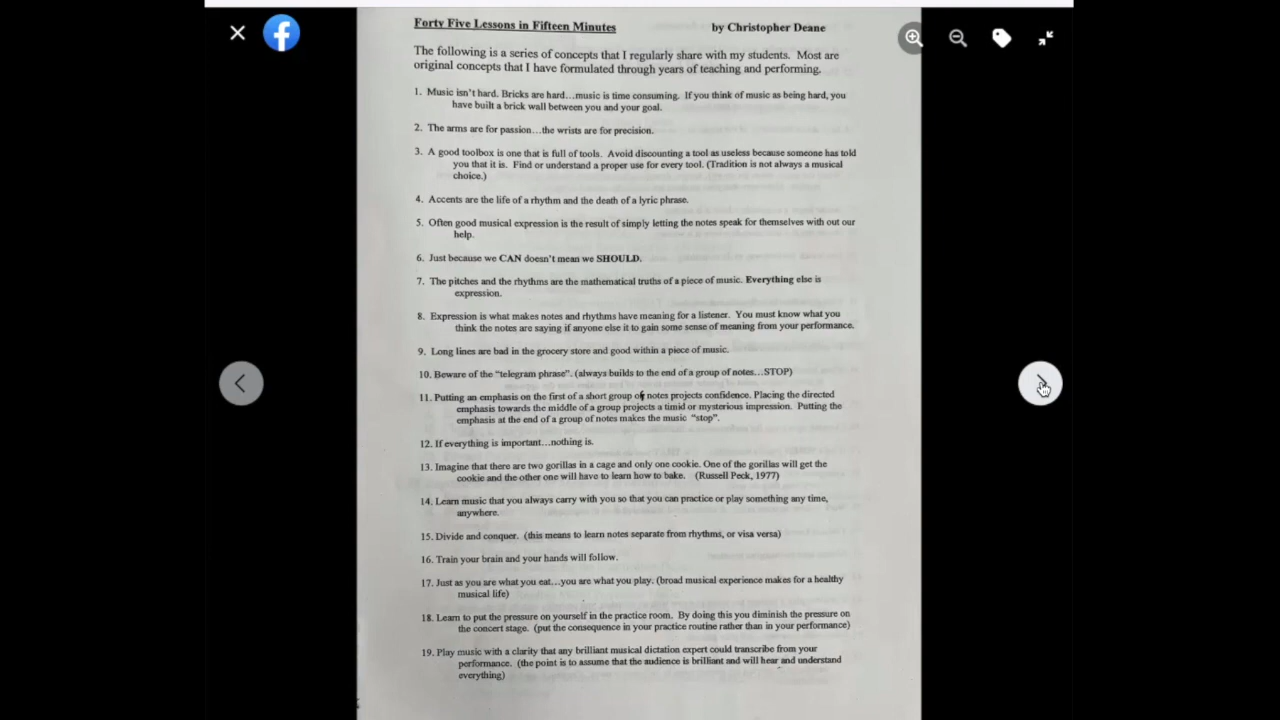 Forty Five Lessons in Fifteen Minutes by Christopher Deane
The following is a series of concepts that I regularly share with my students. Most are
original concepts that I have formulated through years of teaching and performing.
1. Music isn't hard. Bricks are hard…music is time consuming. If you think of music as being hard, you
have built a brick wall between you and your goal.
2. The arms are for passion…the wrists are for precision.
3. A good toolbox is one that is full of tools. Avoid discounting a tool as useless because someone has told
you that it is. Find or understand a proper use for every tool. (Tradition is not always a musical
choice.)
4. Accents are the life of a rhythm and the death of a lyric phrase.
5. Often good musical expression is the result of simply letting the notes speak for themselves with out our
help.
6. Just because we CAN doesn't mean we SHOULD.
7. The pitches and the rhythms are the mathematical truths of a piece of music. Everything else is
expression.
8. Expression is what makes notes and rhythms have meaning for a listener. You must know what you
think the notes are saying if anyone else it to gain some sense of meaning from your performance.
9. Long lines are bad in the grocery store and good within a piece of music.
10. Beware of the "telegram phrase". (always builds to the end of a group of notes…STOP)
11. Putting an emphasis on the first of a short group of notes projects confidence. Placing the directed
emphasis towards the middle of a group projects a timid or mysterious impression. Putting the
emphasis at the end of a group of notes makes the music "stop".
12. If everything is important…nothing is.
13. Imagine that there are two gorillas in a cage and only one cookie. One of the gorillas will get the
cookie and the other one will have to learn how to bake. (Russell Peck, 1977)
14. Learn music that you always carry with you so that you can practice or play something any time,
anywhere.
15. Divide and conquer. (this means to learn notes separate from rhythms, or visa versa)
16. Train your brain and your hands will follow.
17. Just as you are what you eat…you are what you play. (broad musical experience makes for a healthy
musical life)
18. Learn to put the pressure on yourself in the practice room. By doing this you diminish the pressure on
the concert stage. (put the consequence in your practice routine rather than in your performance)
19. Play music with a clarity that any brilliant musical dictation expert could transcribe from your
performance. (the point is to assume that the audience is brilliant and will hear and understand
everything)